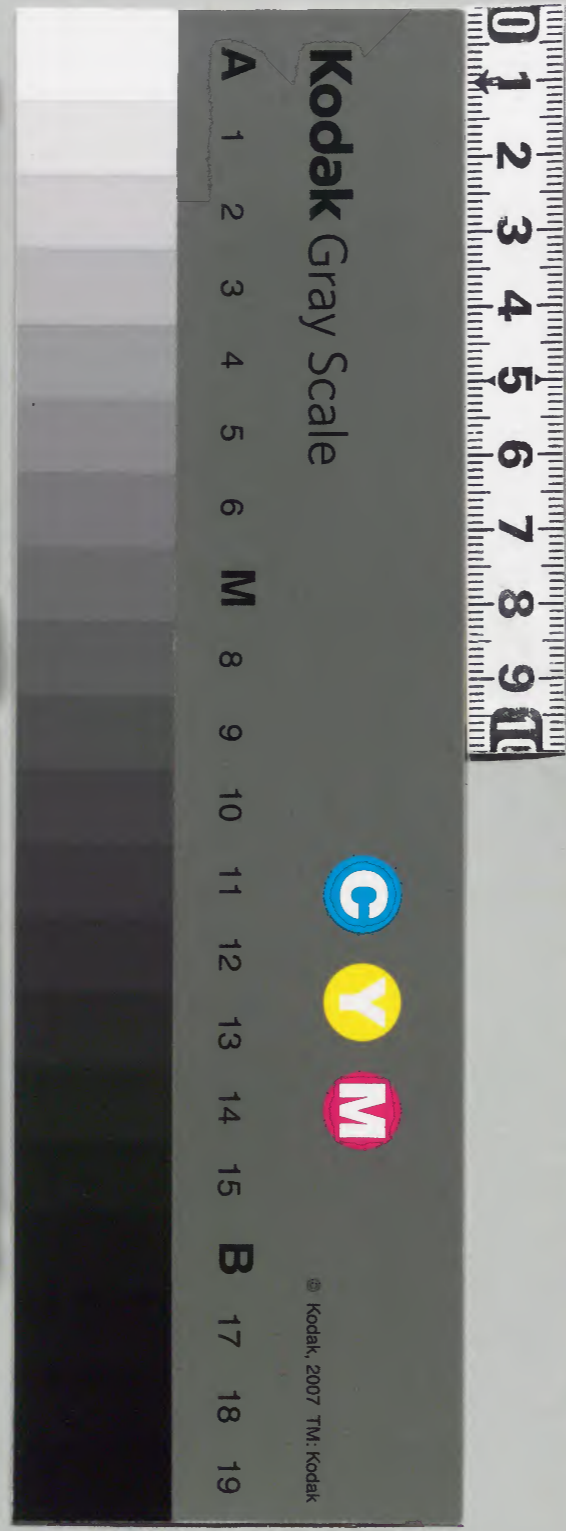 Kodak Gray Scale
C Y M
© Kodak, 2007 TM: Kodak
A 1 2 3 4 5 6 M 8 9 10 11 12 13 14 15 B 17 18 19
0 1 2 3 4 5 6 7 8 9 10